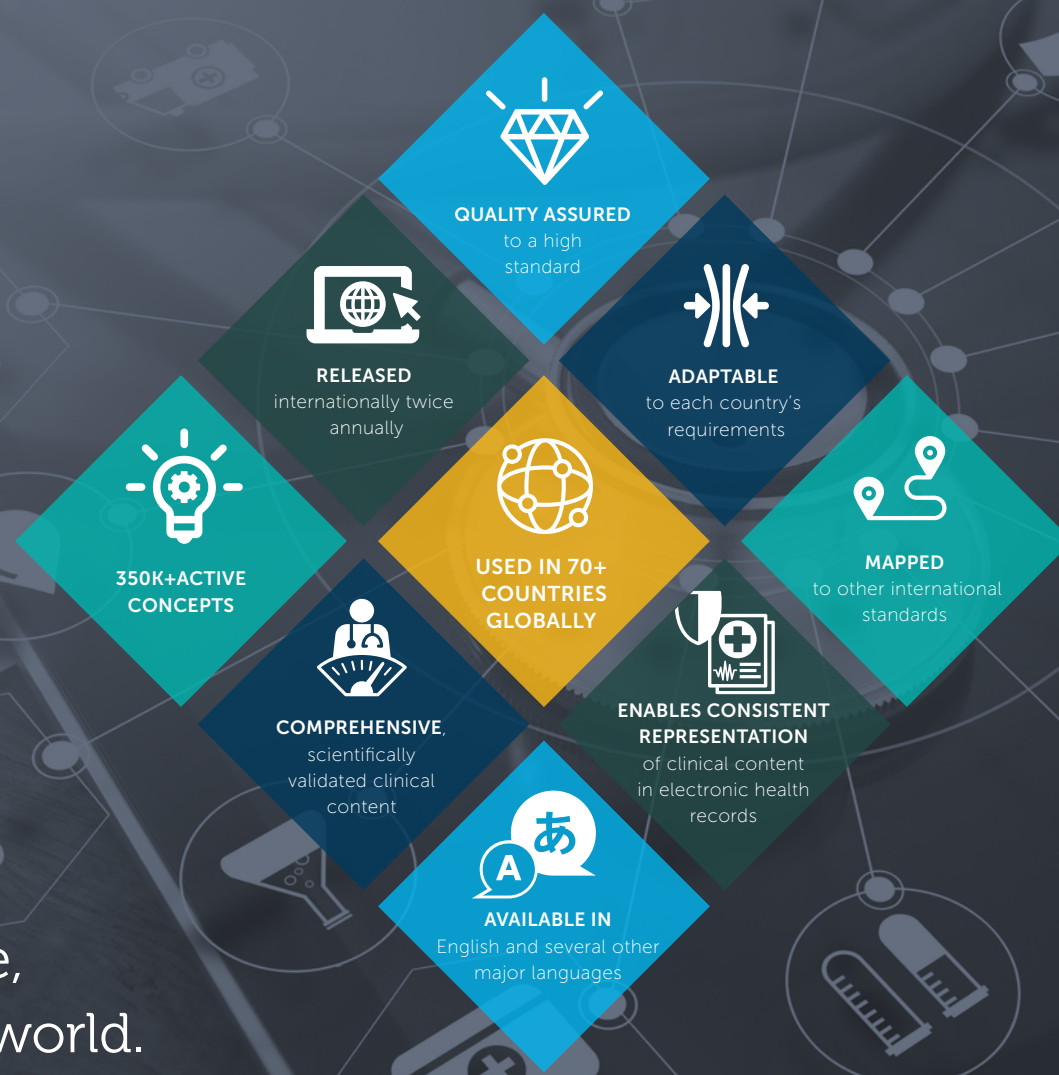 QUALITY ASSURED
to a high
standard
RELEASED
internationally twice
annually
ADAPTABLE
to each country's
requirements
350K+ACTIVE
CONCEPTS
USED IN 70+
COUNTRIES
GLOBALLY
MAPPED
to other international
standards
COMPREHENSIVE,
scientifically
validated clinical
content
ENABLES CONSISTENT
REPRESENTATION
of clinical content
in electronic health
records
あ
A
AVAILABLE IN
English and several other
major languages
e,
world.